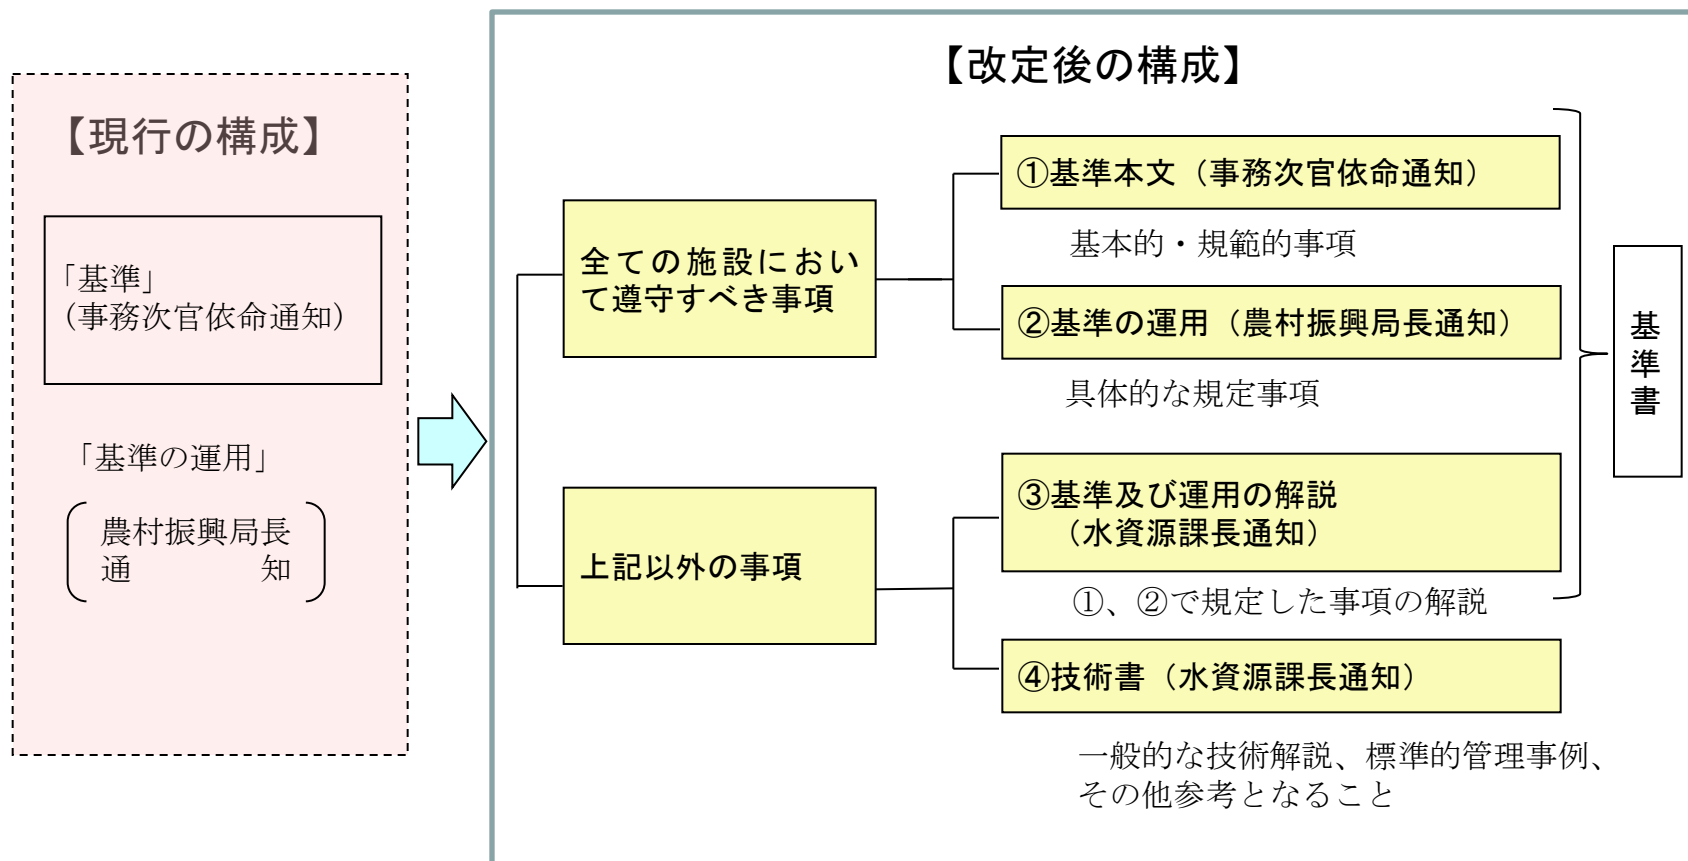 【現行の構成】
「基準」
（事務次官依命通知）
「基準の運用」
農村振興局長
通　　　　知
【改定後の構成】
全ての施設におい
て遵守すべき事項
①基本文（事務次官依命通知）
基本的・規範的事項
②基準の運用（農村振興局長通知）
具体的な規定事項
上記以外の事項
③基準及び運用の解説
（水資源課長通知）
①、②で規定した事項の解説
④技術書（水資源課長通知）
一般的な技術解説、標準的管理事例、
その他参考となること
基準書